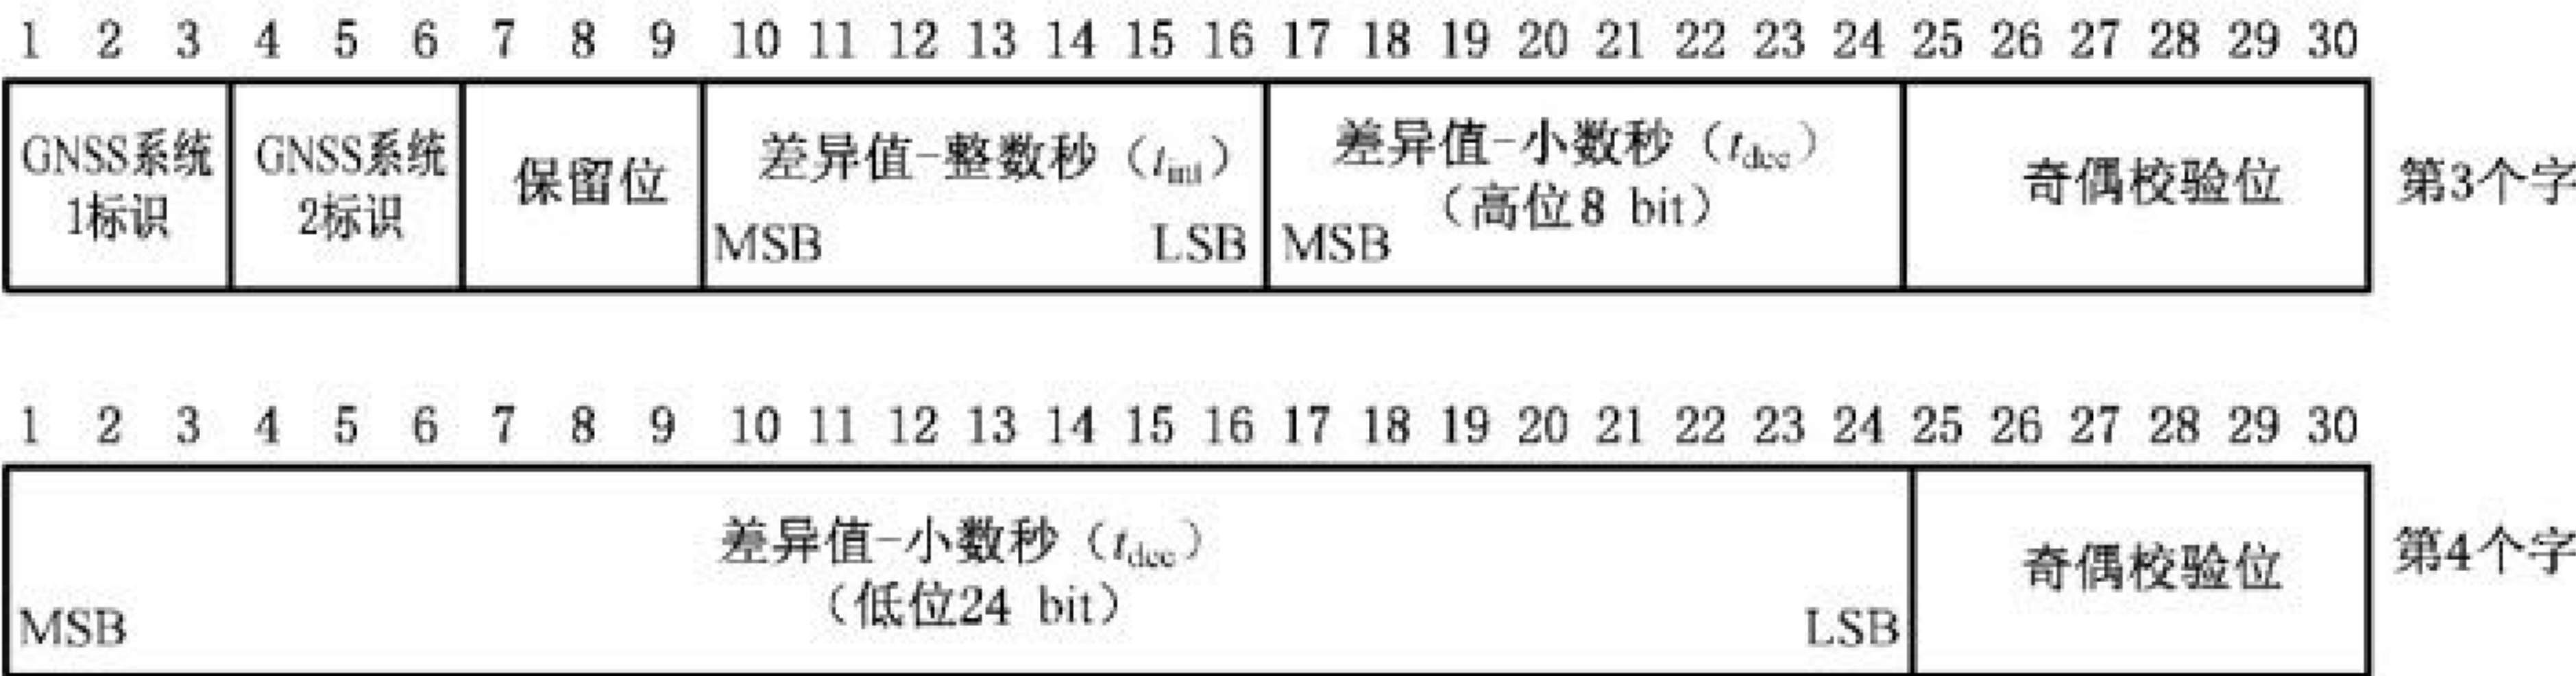 1 2 3 4 5 6 7 8 9 10 11 12 13 14 15 16 17 18 19 20 21 22 23 24 25 26 27 28 29 30
GNSS系统
1标识
GNSS系统
2标识
保留位
差异值-整数秒（tint）
MSB LSB
差异值-小数秒（tdec）
（高位8 bit）
MSB
奇偶校验位
第3个字
1 2 3 4 5 6 7 8 9 10 11 12 13 14 15 16 17 18 19 20 21 22 23 24 25 26 27 28 29 30
差异值-小数秒（tdec）
（低位24 bit）
MSB LSB
奇偶校验位
第4个字